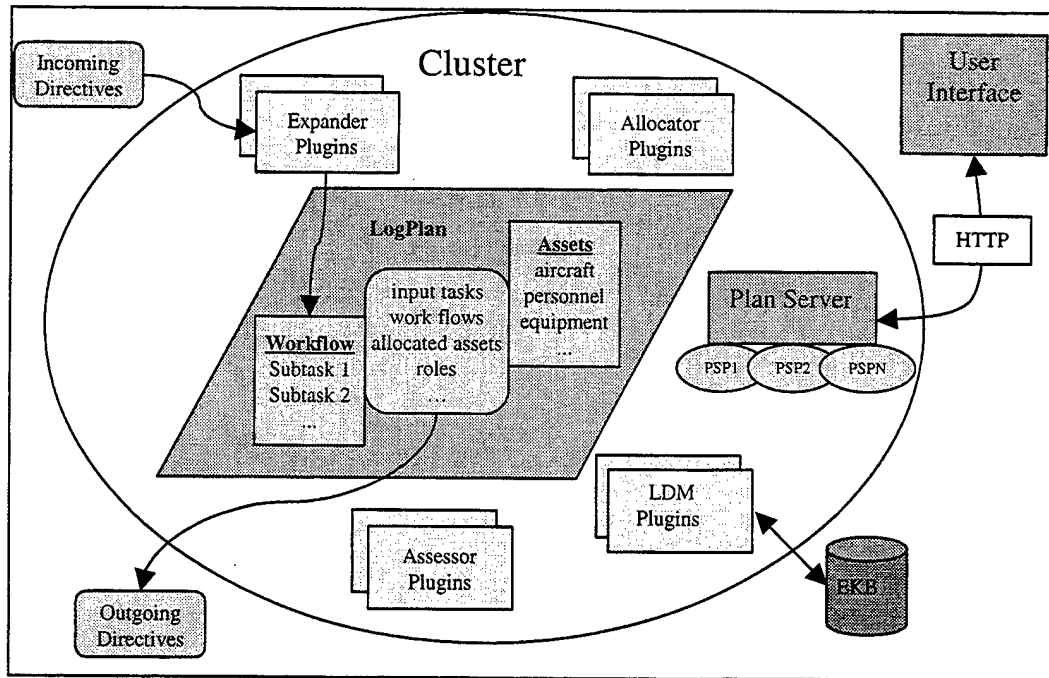 Cluster
Incoming
Directives
Expander
Plugins
Allocator
Plugins
User
Interface
HTTP
LogPlan
Assets
aircraft
personnel
equipment
...
input tasks
work flows
allocated assets
roles
...
Workflow
Subtask 1
Subtask 2
...
Plan Server
PSP1
PSP2
PSPN
LDM
Plugins
EKB
Assessor
Plugins
Outgoing
Directives